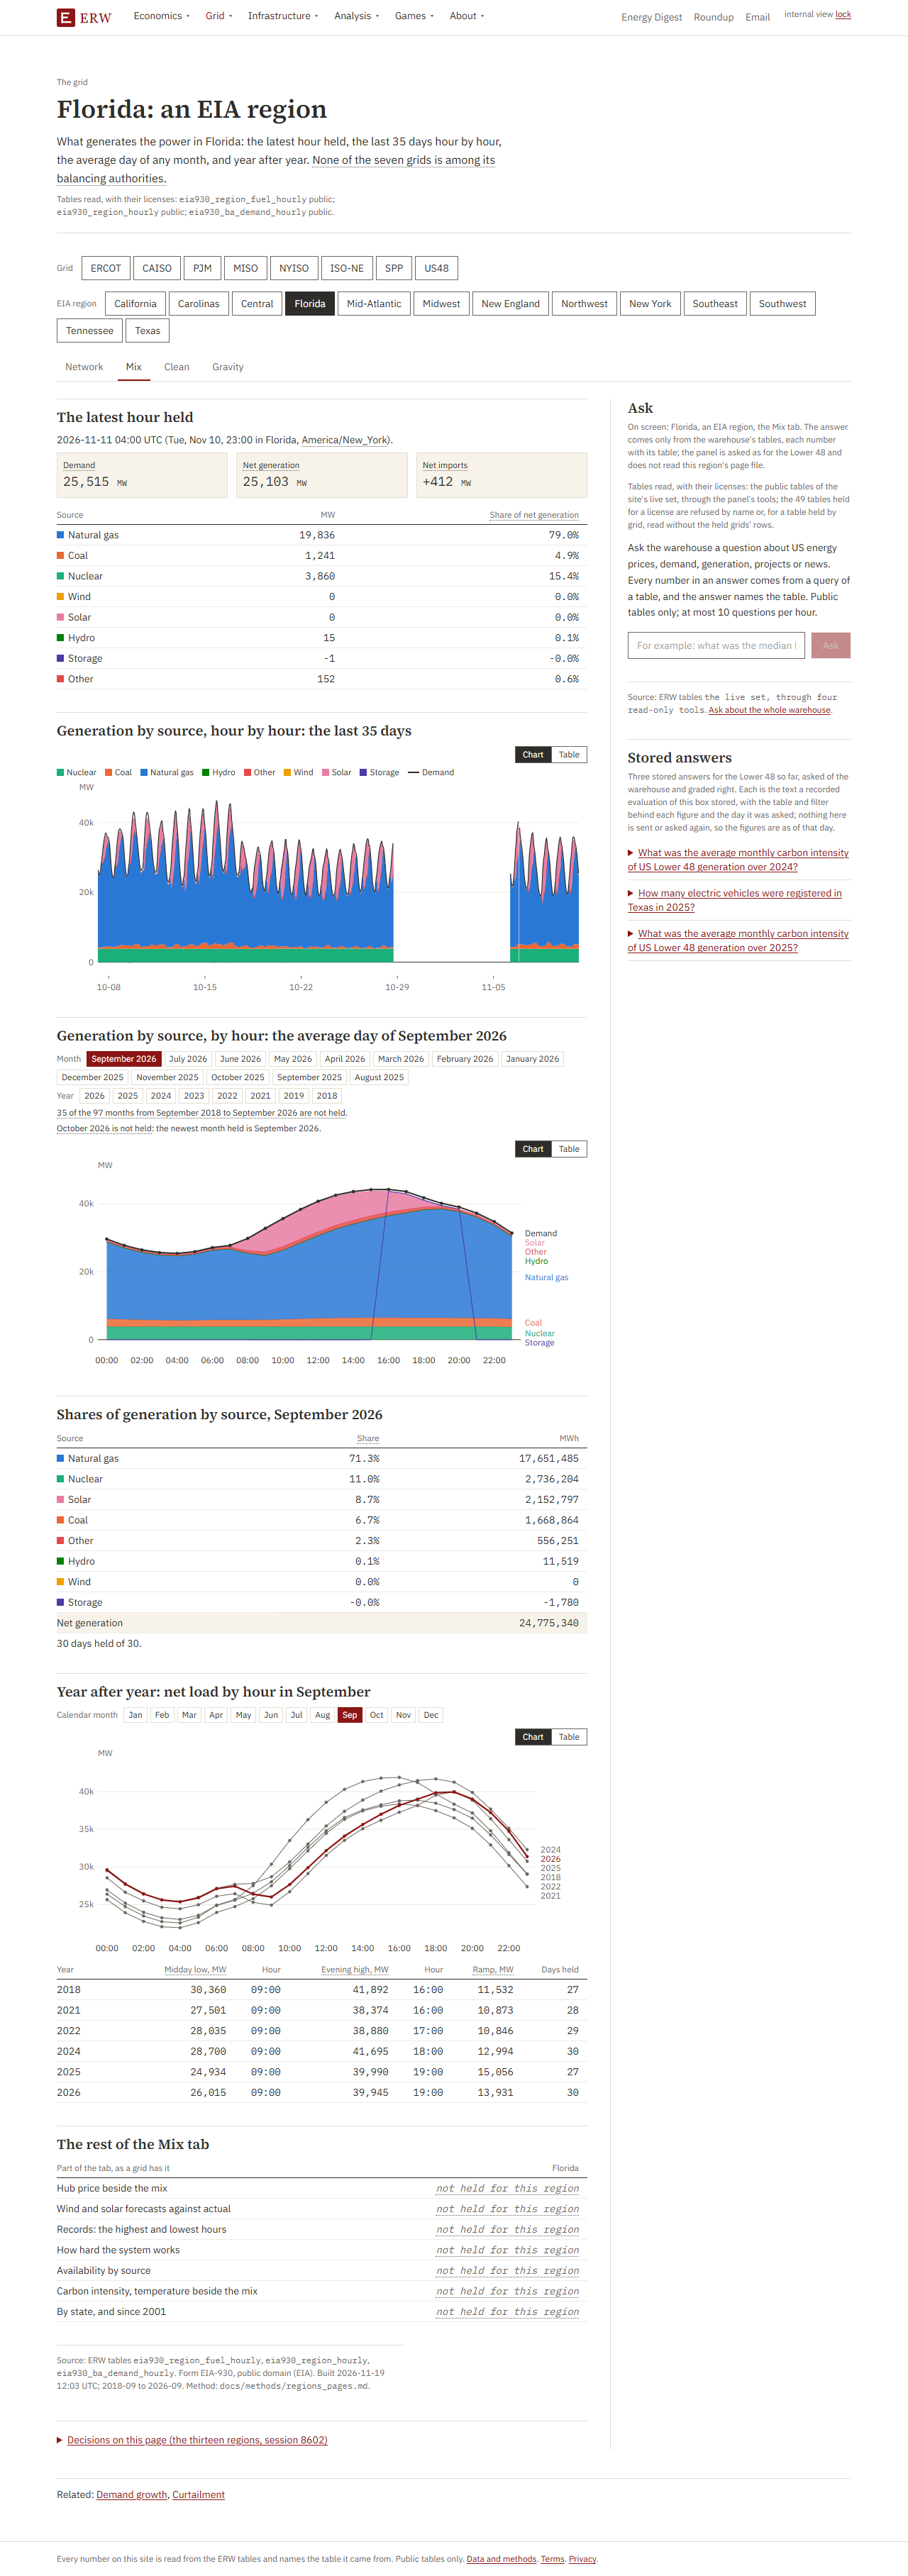 E ERW Economics Grid Infrastructure Analysis Games About Energy Digest Roundup Email internal view lock
The grid
Florida: an EIA region
What generates the power in Florida: the latest hour held, the last 35 days hour by hour,
the average day of any month, and year after year. None of the seven grids is among its
balancing authorities.
Tables read, with their licenses: eia930_region_fuel_hourly public;
eia930_region_hourly public; eia930_ba_demand_hourly public.
Grid ERCOT CAISO PJM MISO NYISO ISO-NE SPP US48
EIA region California Carolinas Central Florida Mid-Atlantic Midwest New England Northwest New York Southeast Southwest
Tennessee Texas
Network Mix Clean Gravity
The latest hour held
2026-11-11 04:00 UTC (Tue, Nov 10, 23:00 in Florida, America/New_York).
Demand Net generation Net imports
25,515 MW 25,103 MW +412 MW
Source MW Share of net generation
Natural gas 19,836 79.0%
Coal 1,241 4.9%
Nuclear 3,860 15.4%
Wind 0 0.0%
Solar 0 0.0%
Hydro 15 0.1%
Storage -1 -0.0%
Other 152 0.6%
Generation by source, hour by hour: the last 35 days
Chart Table
Nuclear Coal Natural gas Hydro Other Wind Solar Storage Demand
MW
40k
20k
0
10-08 10-15 10-22 10-29 11-05
Generation by source, by hour: the average day of September 2026
Month September 2026 July 2026 June 2026 May 2026 April 2026 March 2026 February 2026 January 2026
December 2025 November 2025 October 2025 September 2025 August 2025
Year 2026 2025 2024 2023 2022 2021 2019 2018
35 of the 97 months from September 2018 to September 2026 are not held.
October 2026 is not held: the newest month held is September 2026.
Chart Table
MW
40k
20k
0
Demand
Solar
Other
Hydro
Natural gas
Coal
Nuclear
Storage
00:00 02:00 04:00 06:00 08:00 10:00 12:00 14:00 16:00 18:00 20:00 22:00
Shares of generation by source, September 2026
Source Share MWh
Natural gas 71.3% 17,651,485
Nuclear 11.0% 2,736,204
Solar 8.7% 2,152,797
Coal 6.7% 1,668,864
Other 2.3% 556,251
Hydro 0.1% 11,519
Wind 0.0% 0
Storage -0.0% -1,780
Net generation 24,775,340
30 days held of 30.
Year after year: net load by hour in September
Calendar month Jan Feb Mar Apr May Jun Jul Aug Sep Oct Nov Dec
Chart Table
MW
40k
35k
30k
25k
2024
2026
2025
2018
2022
2021
00:00 02:00 04:00 06:00 08:00 10:00 12:00 14:00 16:00 18:00 20:00 22:00
Year Midday low, MW Hour Evening high, MW Hour Ramp, MW Days held
2018 30,360 09:00 41,892 16:00 11,532 27
2021 27,501 09:00 38,374 16:00 10,873 28
2022 28,035 09:00 38,880 17:00 10,846 29
2024 28,700 09:00 41,695 18:00 12,994 30
2025 24,934 09:00 39,990 19:00 15,056 27
2026 26,015 09:00 39,945 19:00 13,931 30
The rest of the Mix tab
Part of the tab, as a grid has it Florida
Hub price beside the mix not held for this region
Wind and solar forecasts against actual not held for this region
Records: the highest and lowest hours not held for this region
How hard the system works not held for this region
Availability by source not held for this region
Carbon intensity, temperature beside the mix not held for this region
By state, and since 2001 not held for this region
Source: ERW tables eia930_region_fuel_hourly, eia930_region_hourly,
eia930_ba_demand_hourly. Form EIA-930, public domain (EIA). Built 2026-11-19
12:03 UTC; 2018-09 to 2026-09. Method: docs/methods/regions_pages.md.
Decisions on this page (the thirteen regions, session 8602)
Ask
On screen: Florida, an EIA region, the Mix tab. The answer
comes only from the warehouse's tables, each number
with its table; the panel is asked as for the Lower 48 and
does not read this region's page file.
Tables read, with their licenses: the public tables of the
site's live set, through the panel's tools; the 49 tables held
for a license are refused by name or, for a table held by
grid, read without the held grids' rows.
Ask the warehouse a question about US energy
prices, demand, generation, projects or news.
Every number in an answer comes from a query of
a table, and the answer names the table. Public
tables only; at most 10 questions per hour.
For example: what was the median Ask
Source: ERW tables the live set, through four
read-only tools. Ask about the whole warehouse.
Stored answers
Three stored answers for the Lower 48 so far, asked of the
warehouse and graded right. Each is the text a recorded
evaluation of this box stored, with the table and filter
behind each figure and the day it was asked; nothing here
is sent or asked again, so the figures are as of that day.
What was the average monthly carbon intensity
of US Lower 48 generation over 2024?
How many electric vehicles were registered in
Texas in 2025?
What was the average monthly carbon intensity
of US Lower 48 generation over 2025?
Related: Demand growth, Curtailment
Every number on this site is read from the ERW tables and names the table it came from. Public tables only. Data and methods. Terms. Privacy.